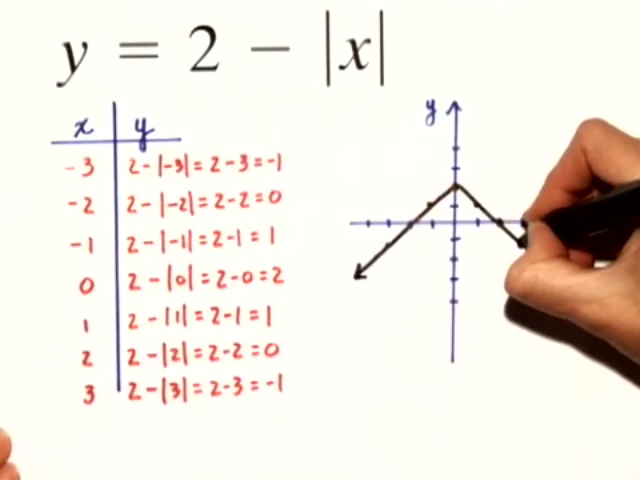 y = 2 − |x|
x y
-3 2-|-3|=2-3=-1
-2 2-|-2|=2-2=0
-1 2-|-1|=2-1=1
0 2-|0|=2-0=2
1 2-|1|=2-1=1
2 2-|2|=2-2=0
3 2-|3|=2-3=-1
y